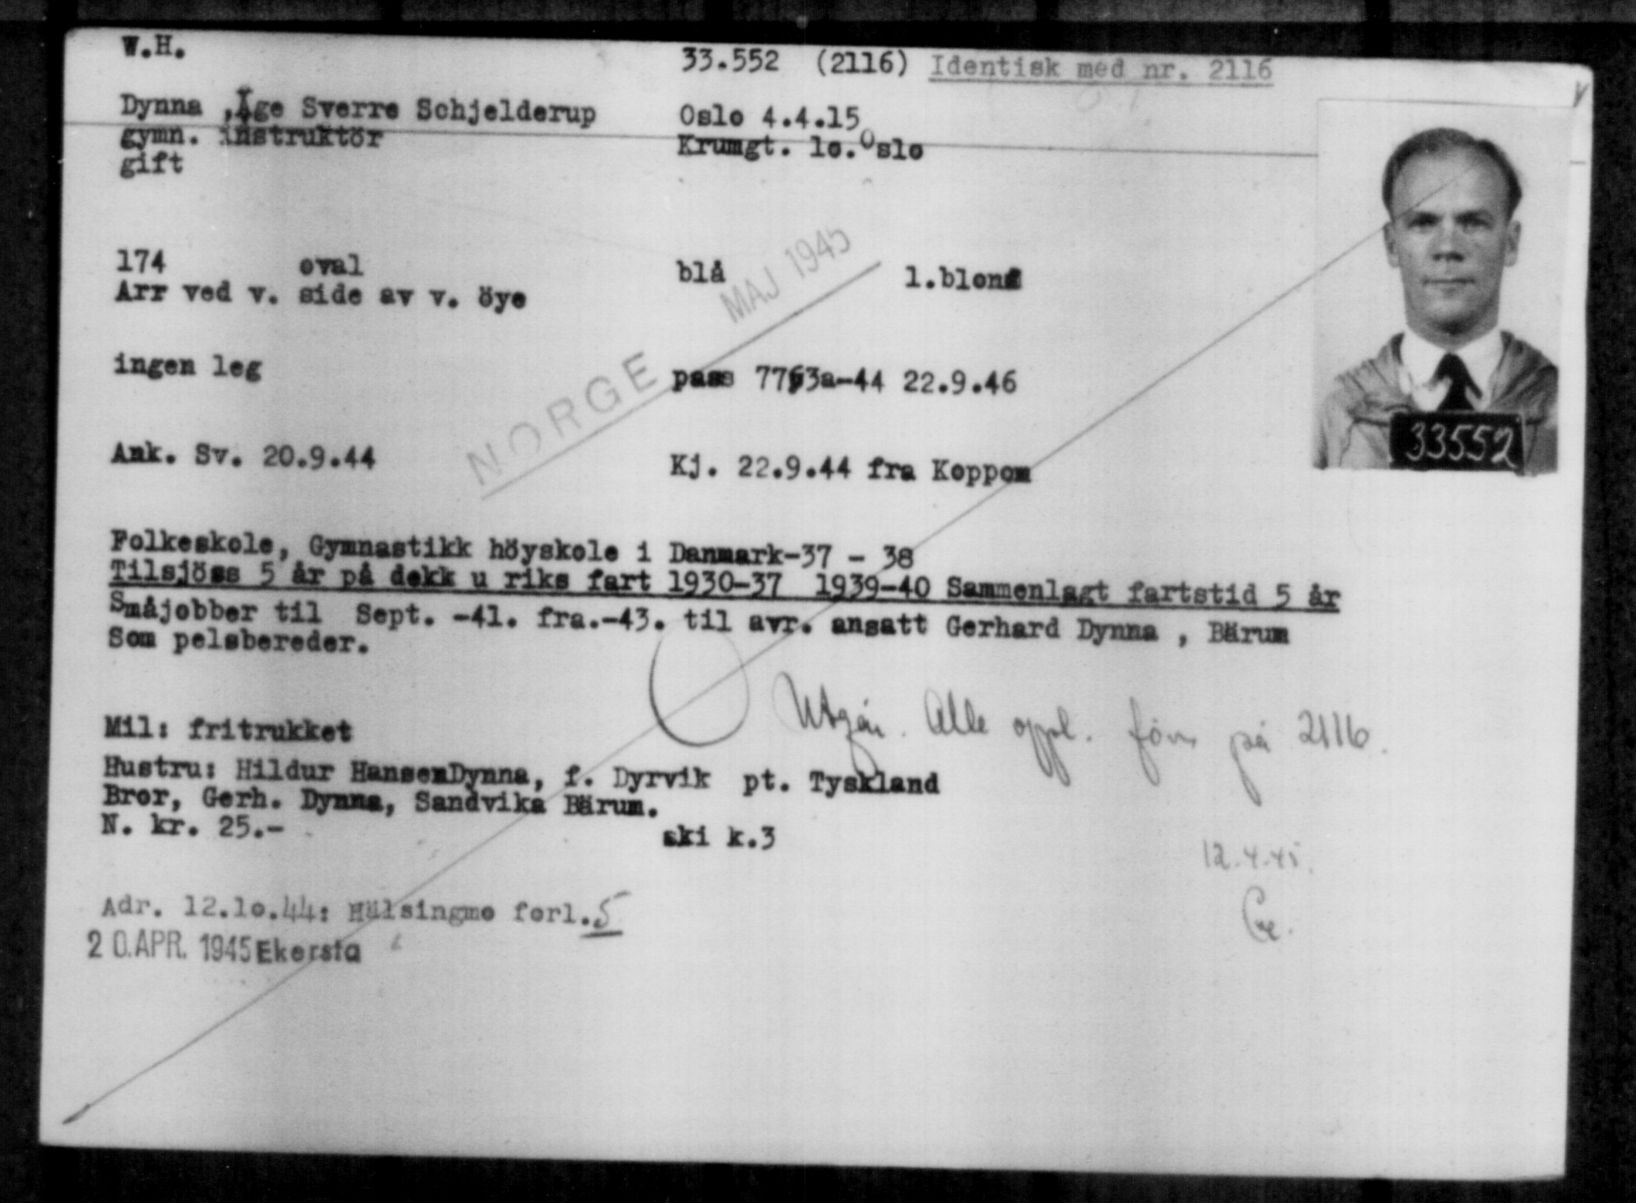 W.H.
33.552 (2116) Identisk med nr. 2116
Dynna ,Åge Sverre Schjelderup
Oslo 4.4.15
gymn. instruktör
Krumgt. 10. Oslo
gift
174 oval blå l.blond
Arr ved v. side av v. öye
NORGE MAJ 1945
ingen leg
pass 7763a-44 22.9.46
Ank. Sv. 20.9.44
Kj. 22.9.44 fra Koppom
33552
Folkeskole, Gymnastikk höyskole i Danmark-37 - 38
Tilsjöss 5 år på dekk u riks fart 1930-37 1939-40 Sammenlagt fartstid 5 år
Småjobber til Sept. -41. fra.-43. til avr. ansatt Gerhard Dynna , Bärum
Som pelsbereder.
Utgår. Alle oppl. före på 2116.
Mil: fritrukket
Hustru: Hildur HansenDynna, f. Dyrvik pt. Tyskland
Bror, Gerh. Dynna, Sandvika Bärum.
N. kr. 25.-
ski k.3
12.4.45.
Adr. 12.10.44: Hälsingmo forl.5
20.APR. 1945 Ekersta